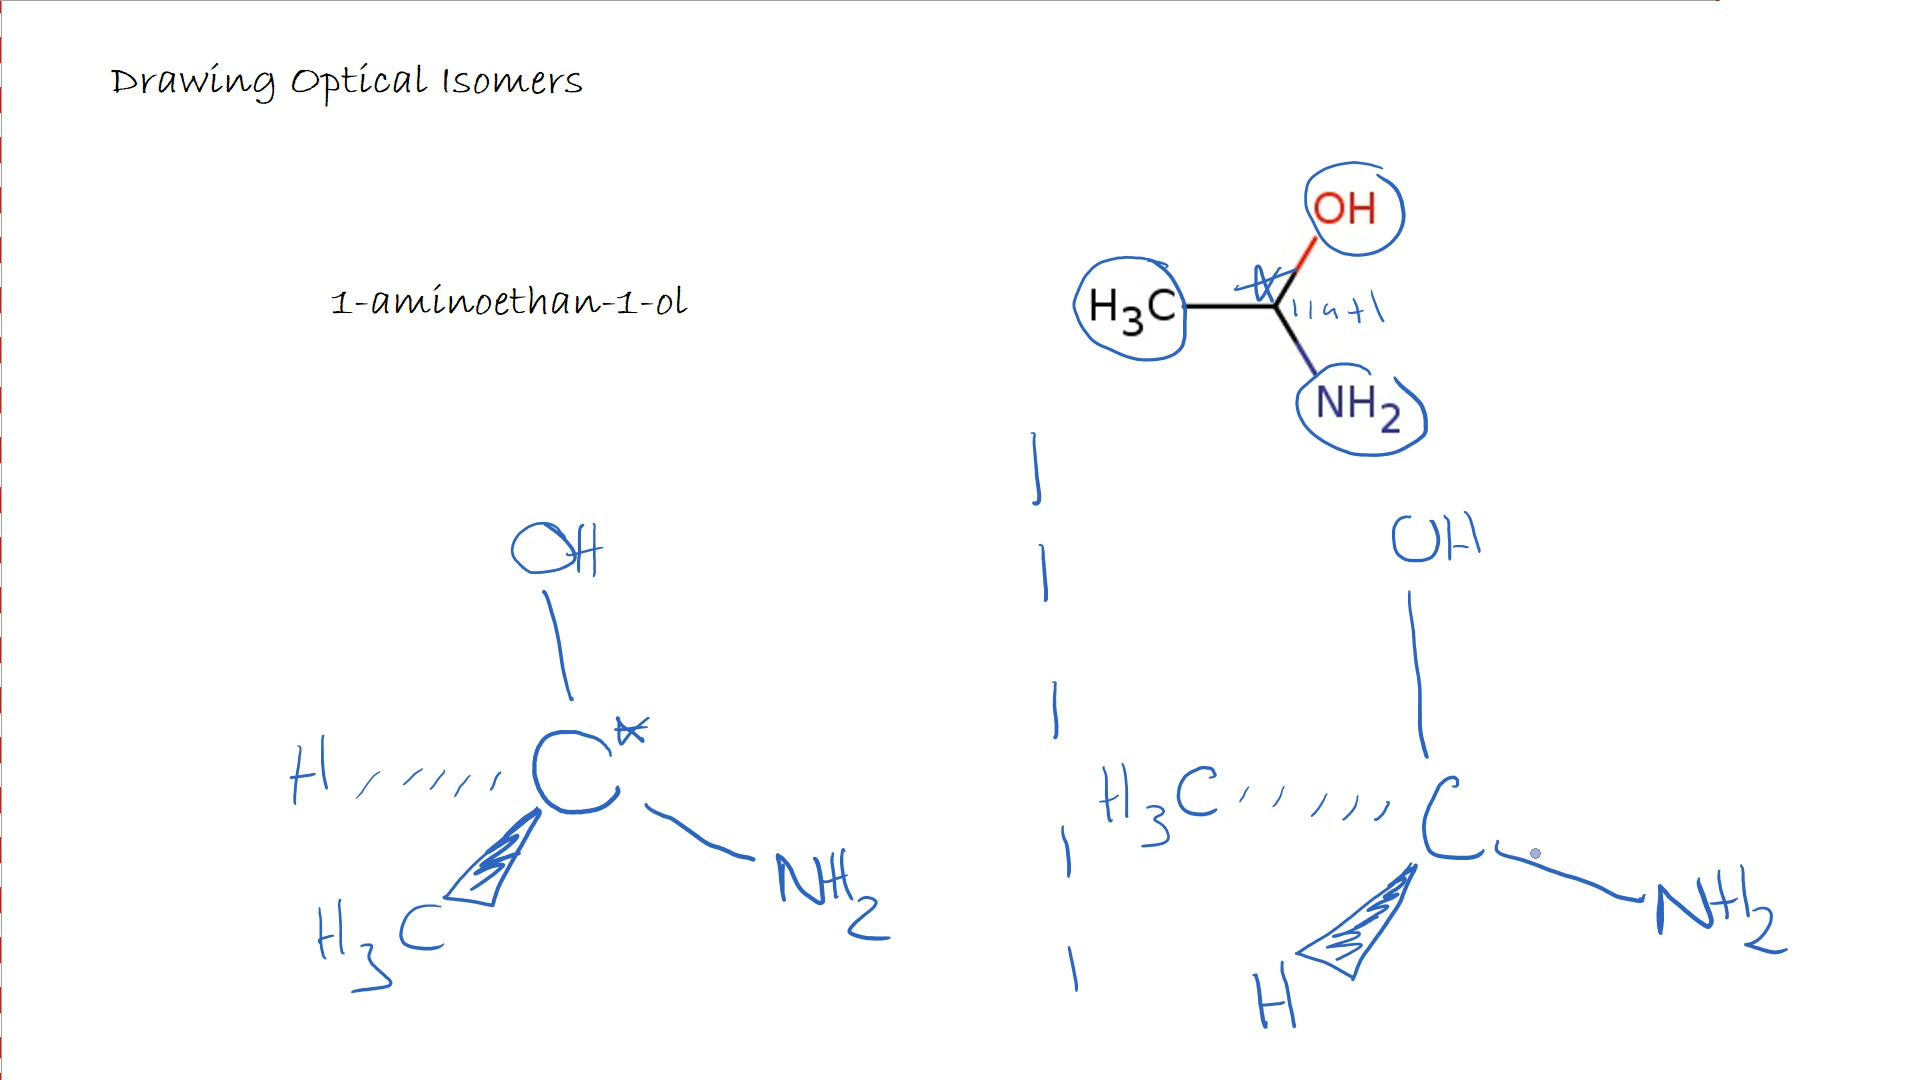 Drawing Optical Isomers
OH
1-aminoethan-1-ol
H3C
NH2
OH
OH
C*
H
H3C
C
NH2
H3C
NH2
H